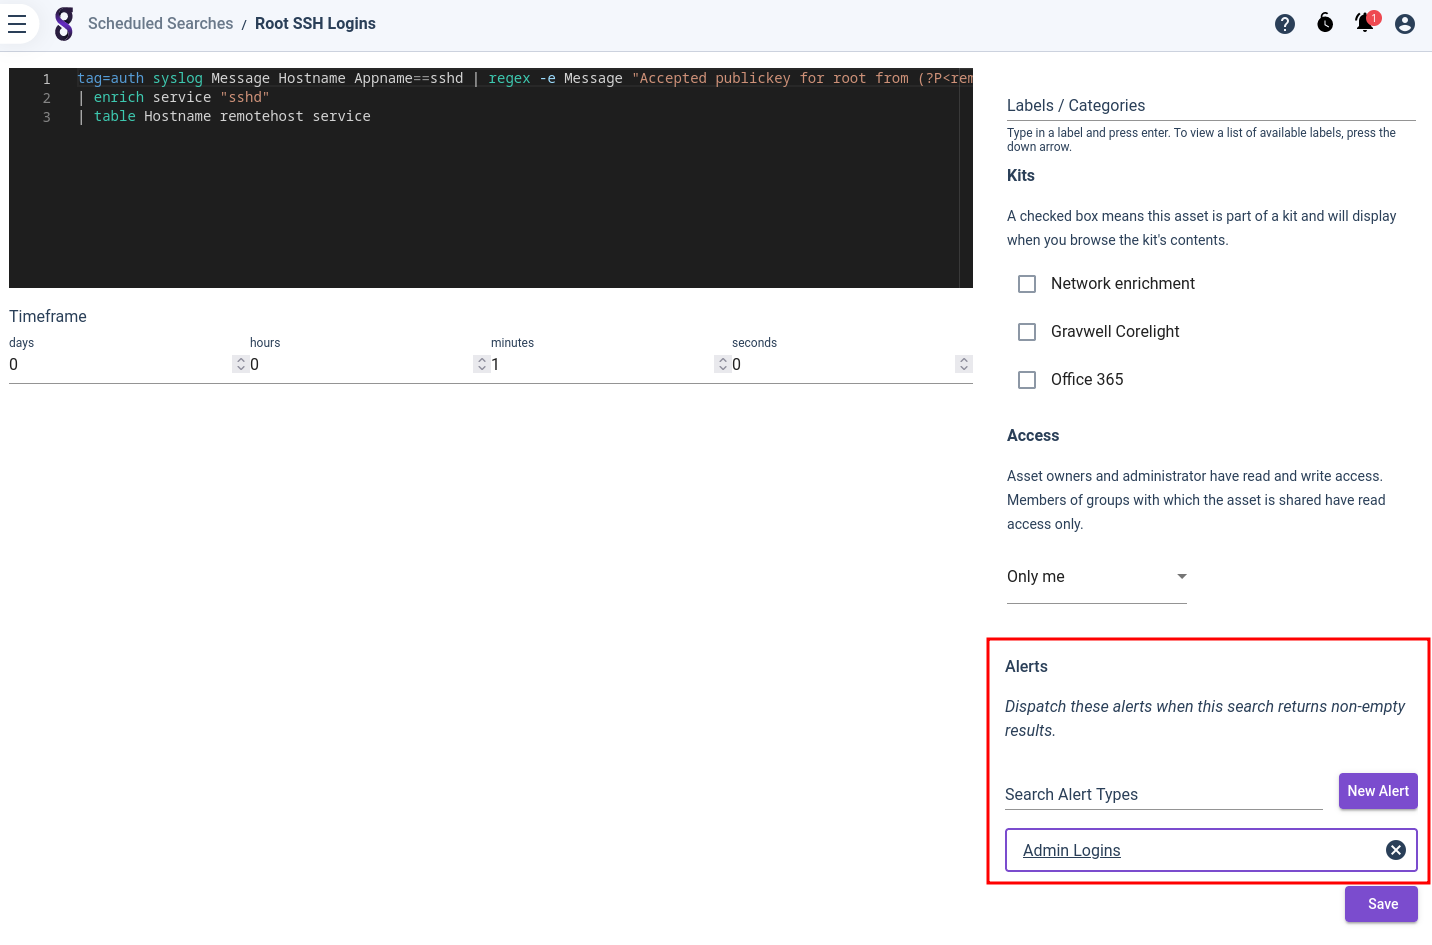 Scheduled Searches / Root SSH Logins
1
1 tag=auth syslog Message Hostname Appname==sshd | regex -e Message "Accepted publickey for root from (?P<rem
2 | enrich service "sshd"
3 | table Hostname remotehost service
Timeframe
days hours minutes seconds
0 0 1 0
Labels / Categories
Type in a label and press enter. To view a list of available labels, press the
down arrow.
Kits
A checked box means this asset is part of a kit and will display
when you browse the kit's contents.
Network enrichment
Gravwell Corelight
Office 365
Access
Asset owners and administrator have read and write access.
Members of groups with which the asset is shared have read
access only.
Only me
Alerts
Dispatch these alerts when this search returns non-empty
results.
Search Alert Types
New Alert
Admin Logins
Save